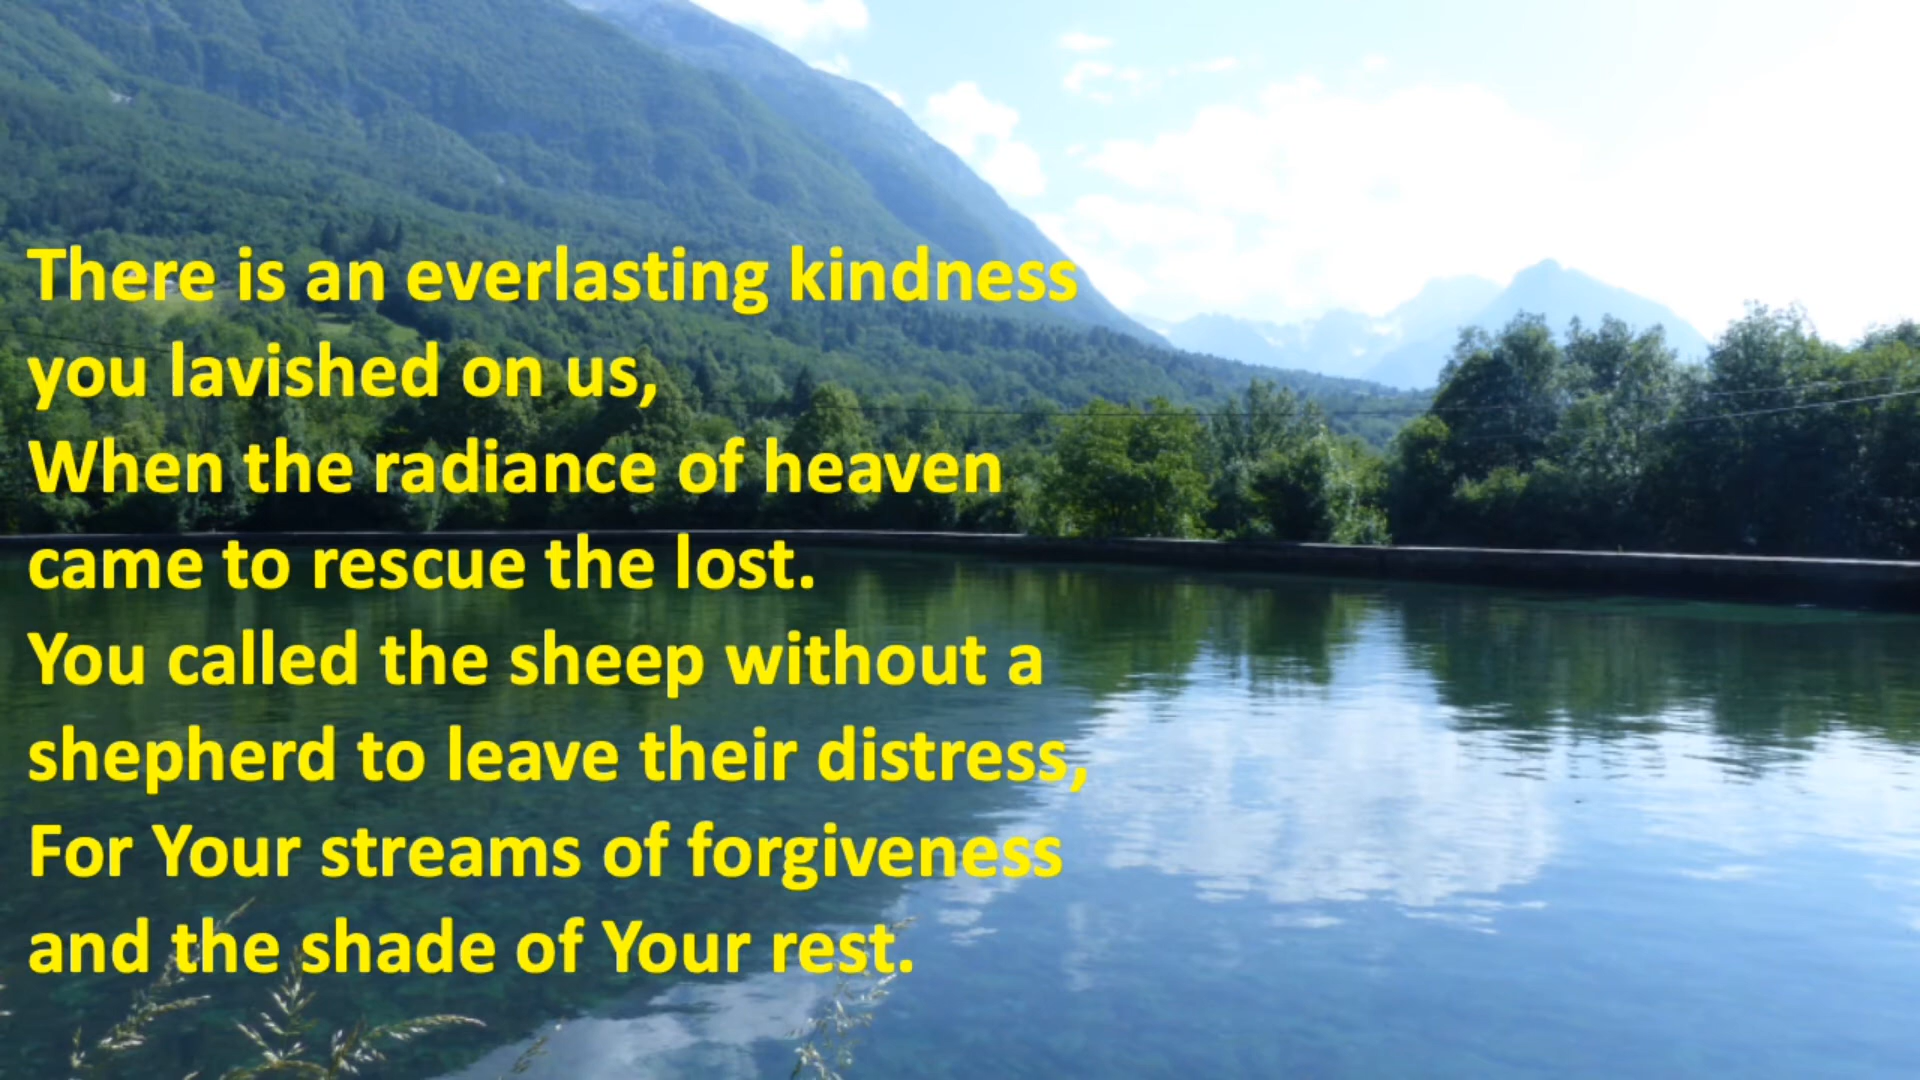 There is an everlasting kindness
you lavished on us,
When the radiance of heaven
came to rescue the lost.
You called the sheep without a
shepherd to leave their distress,
For Your streams of forgiveness
and the shade of Your rest.